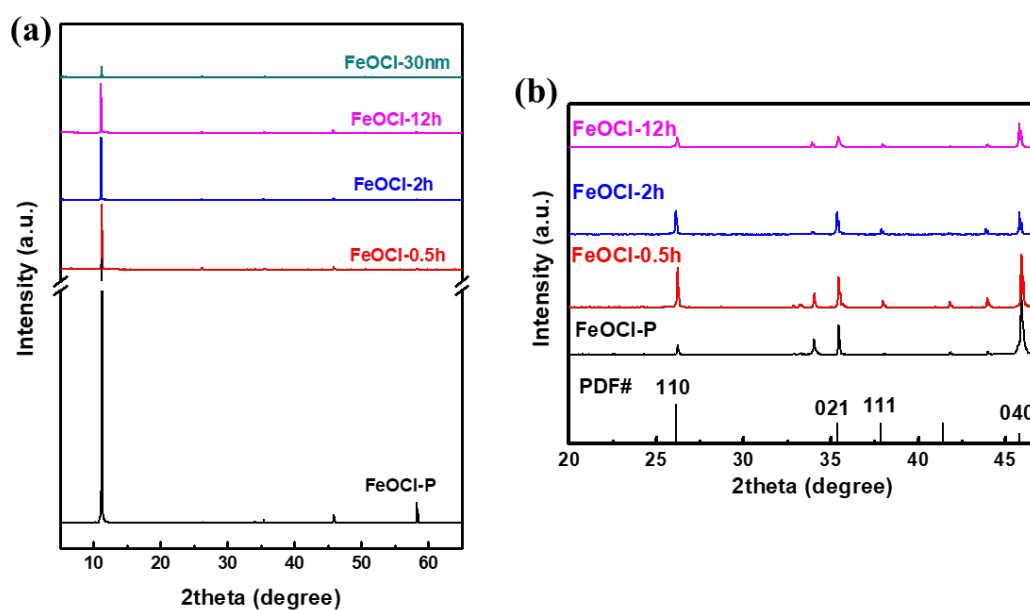 (a)
FeOCl-30nm
FeOCl-12h
FeOCl-2h
FeOCl-0.5h
FeOCl-P
Intensity (a.u.)
10 20 30 40 50 60
2theta (degree)
(b)
FeOCl-12h
FeOCl-2h
FeOCl-0.5h
FeOCl-P
PDF# 110
021 111
040
Intensity (a.u.)
20 25 30 35 40 45
2theta (degree)